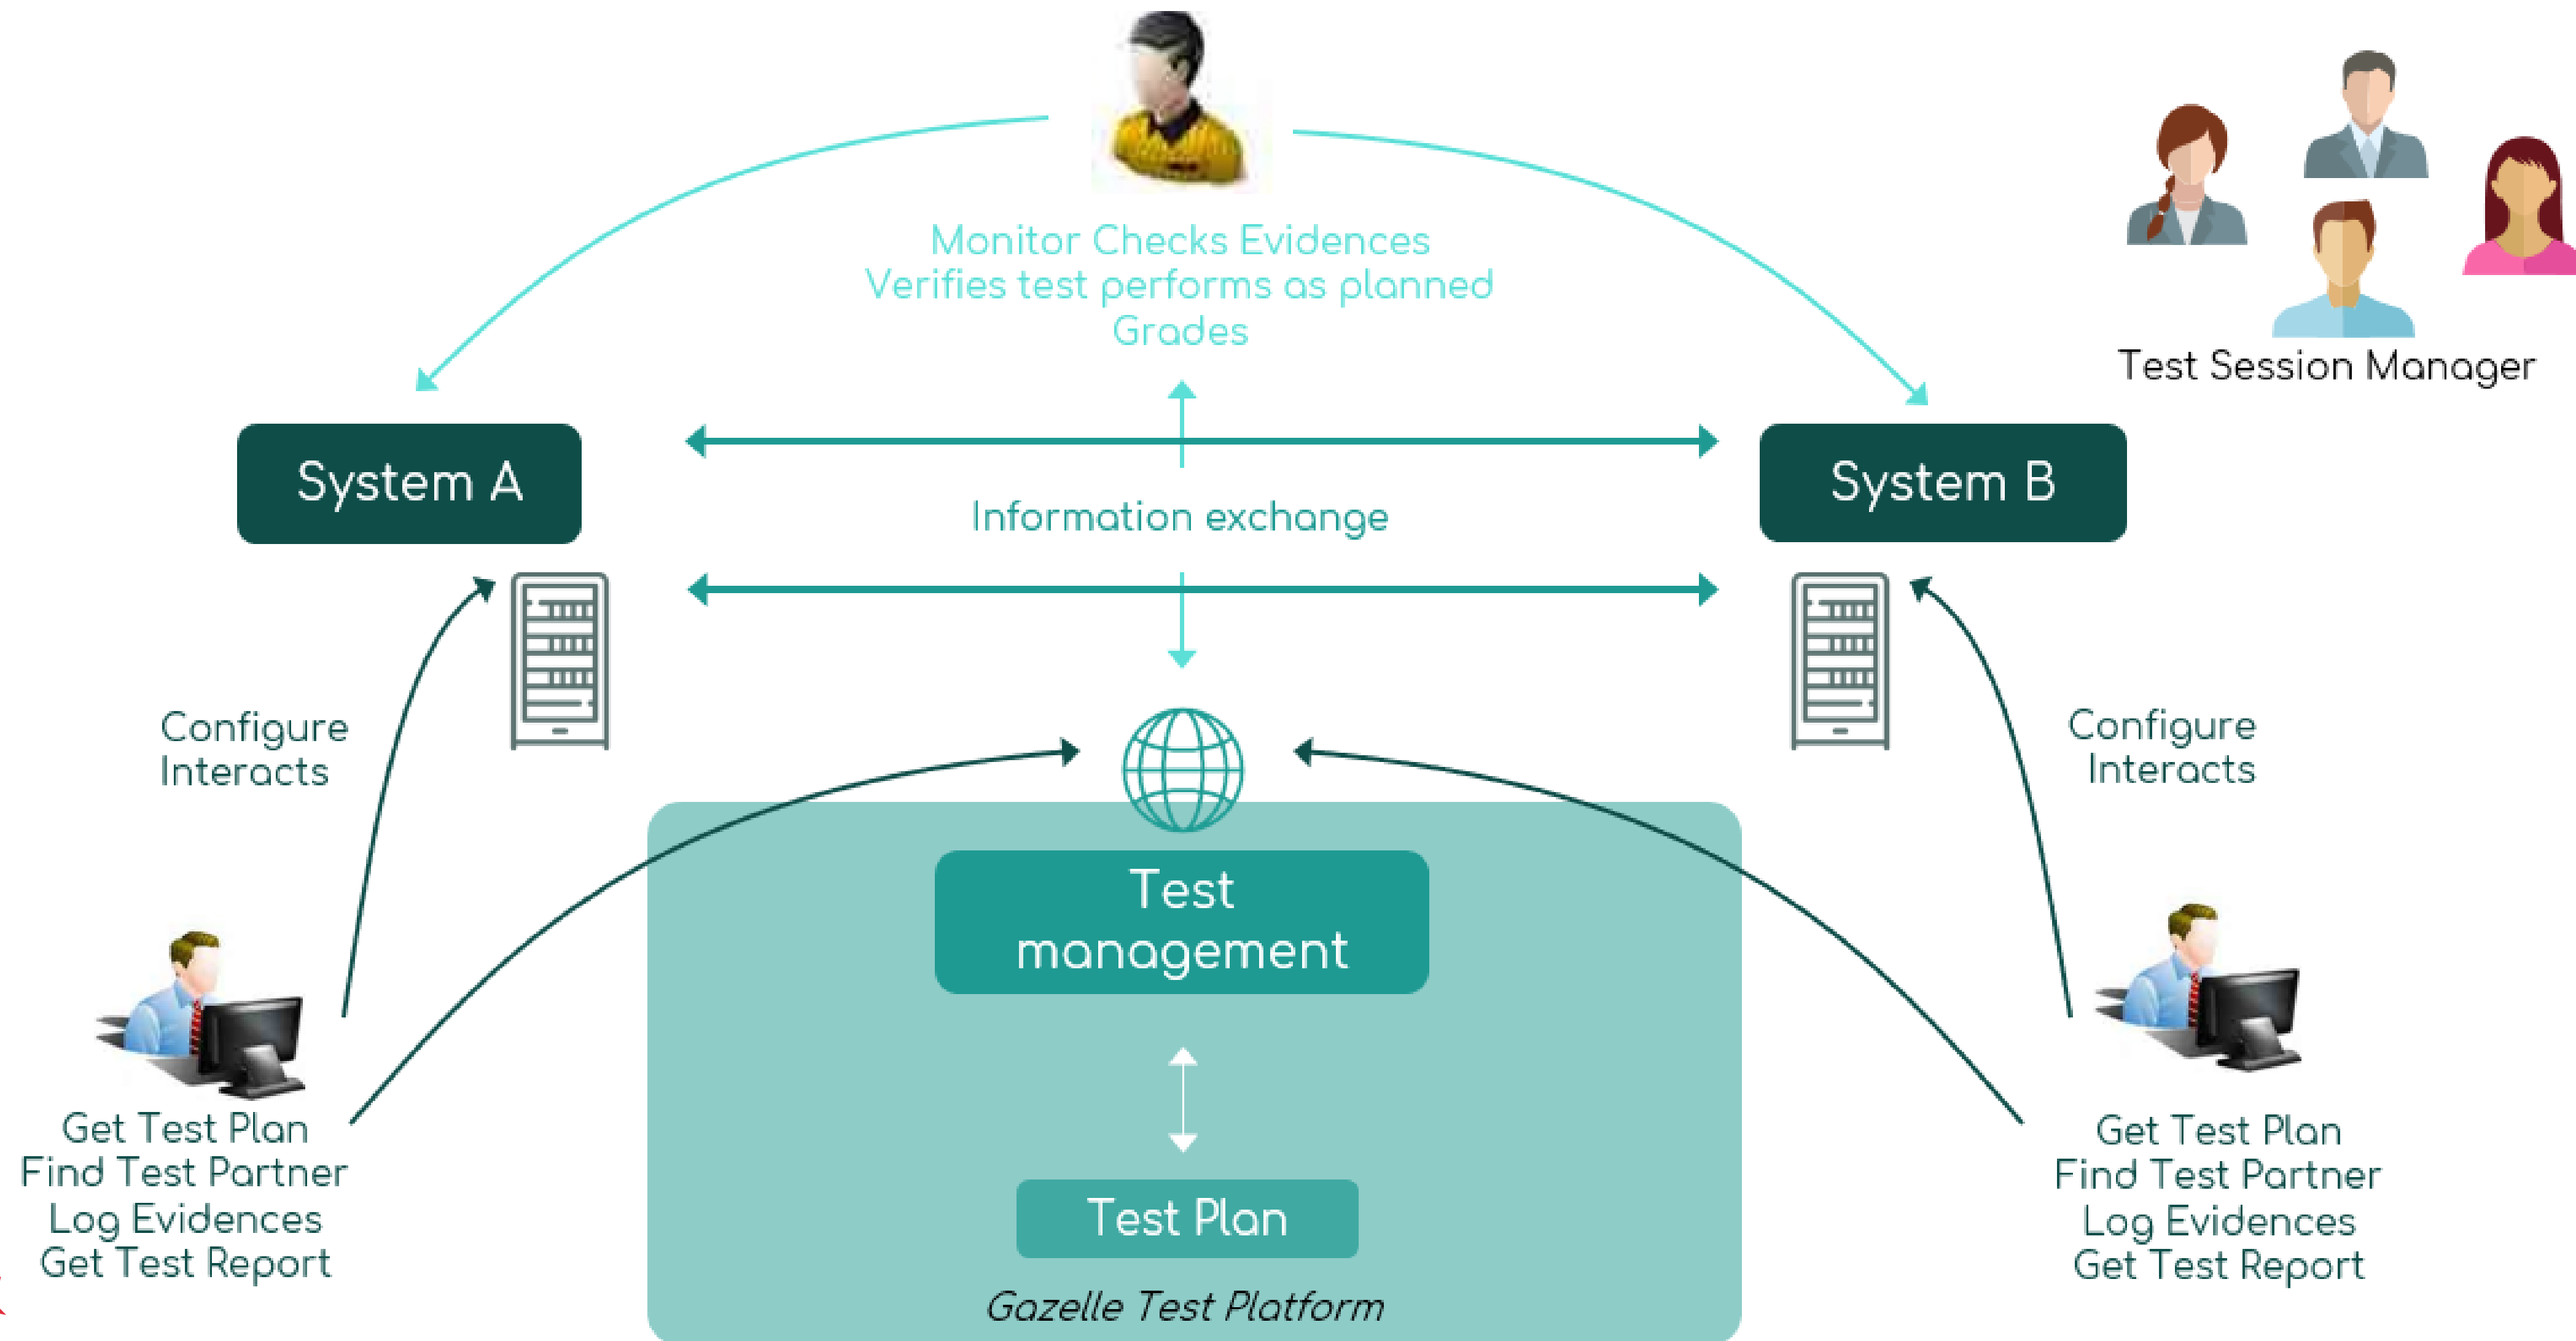 Monitor Checks Evidences
Verifies test performs as planned
Grades
Test Session Manager
System A
Information exchange
System B
Configure
Interacts
Configure
Interacts
Test
management
Get Test Plan
Find Test Partner
Log Evidences
Get Test Report
Test Plan
Gazelle Test Platform
Get Test Plan
Find Test Partner
Log Evidences
Get Test Report